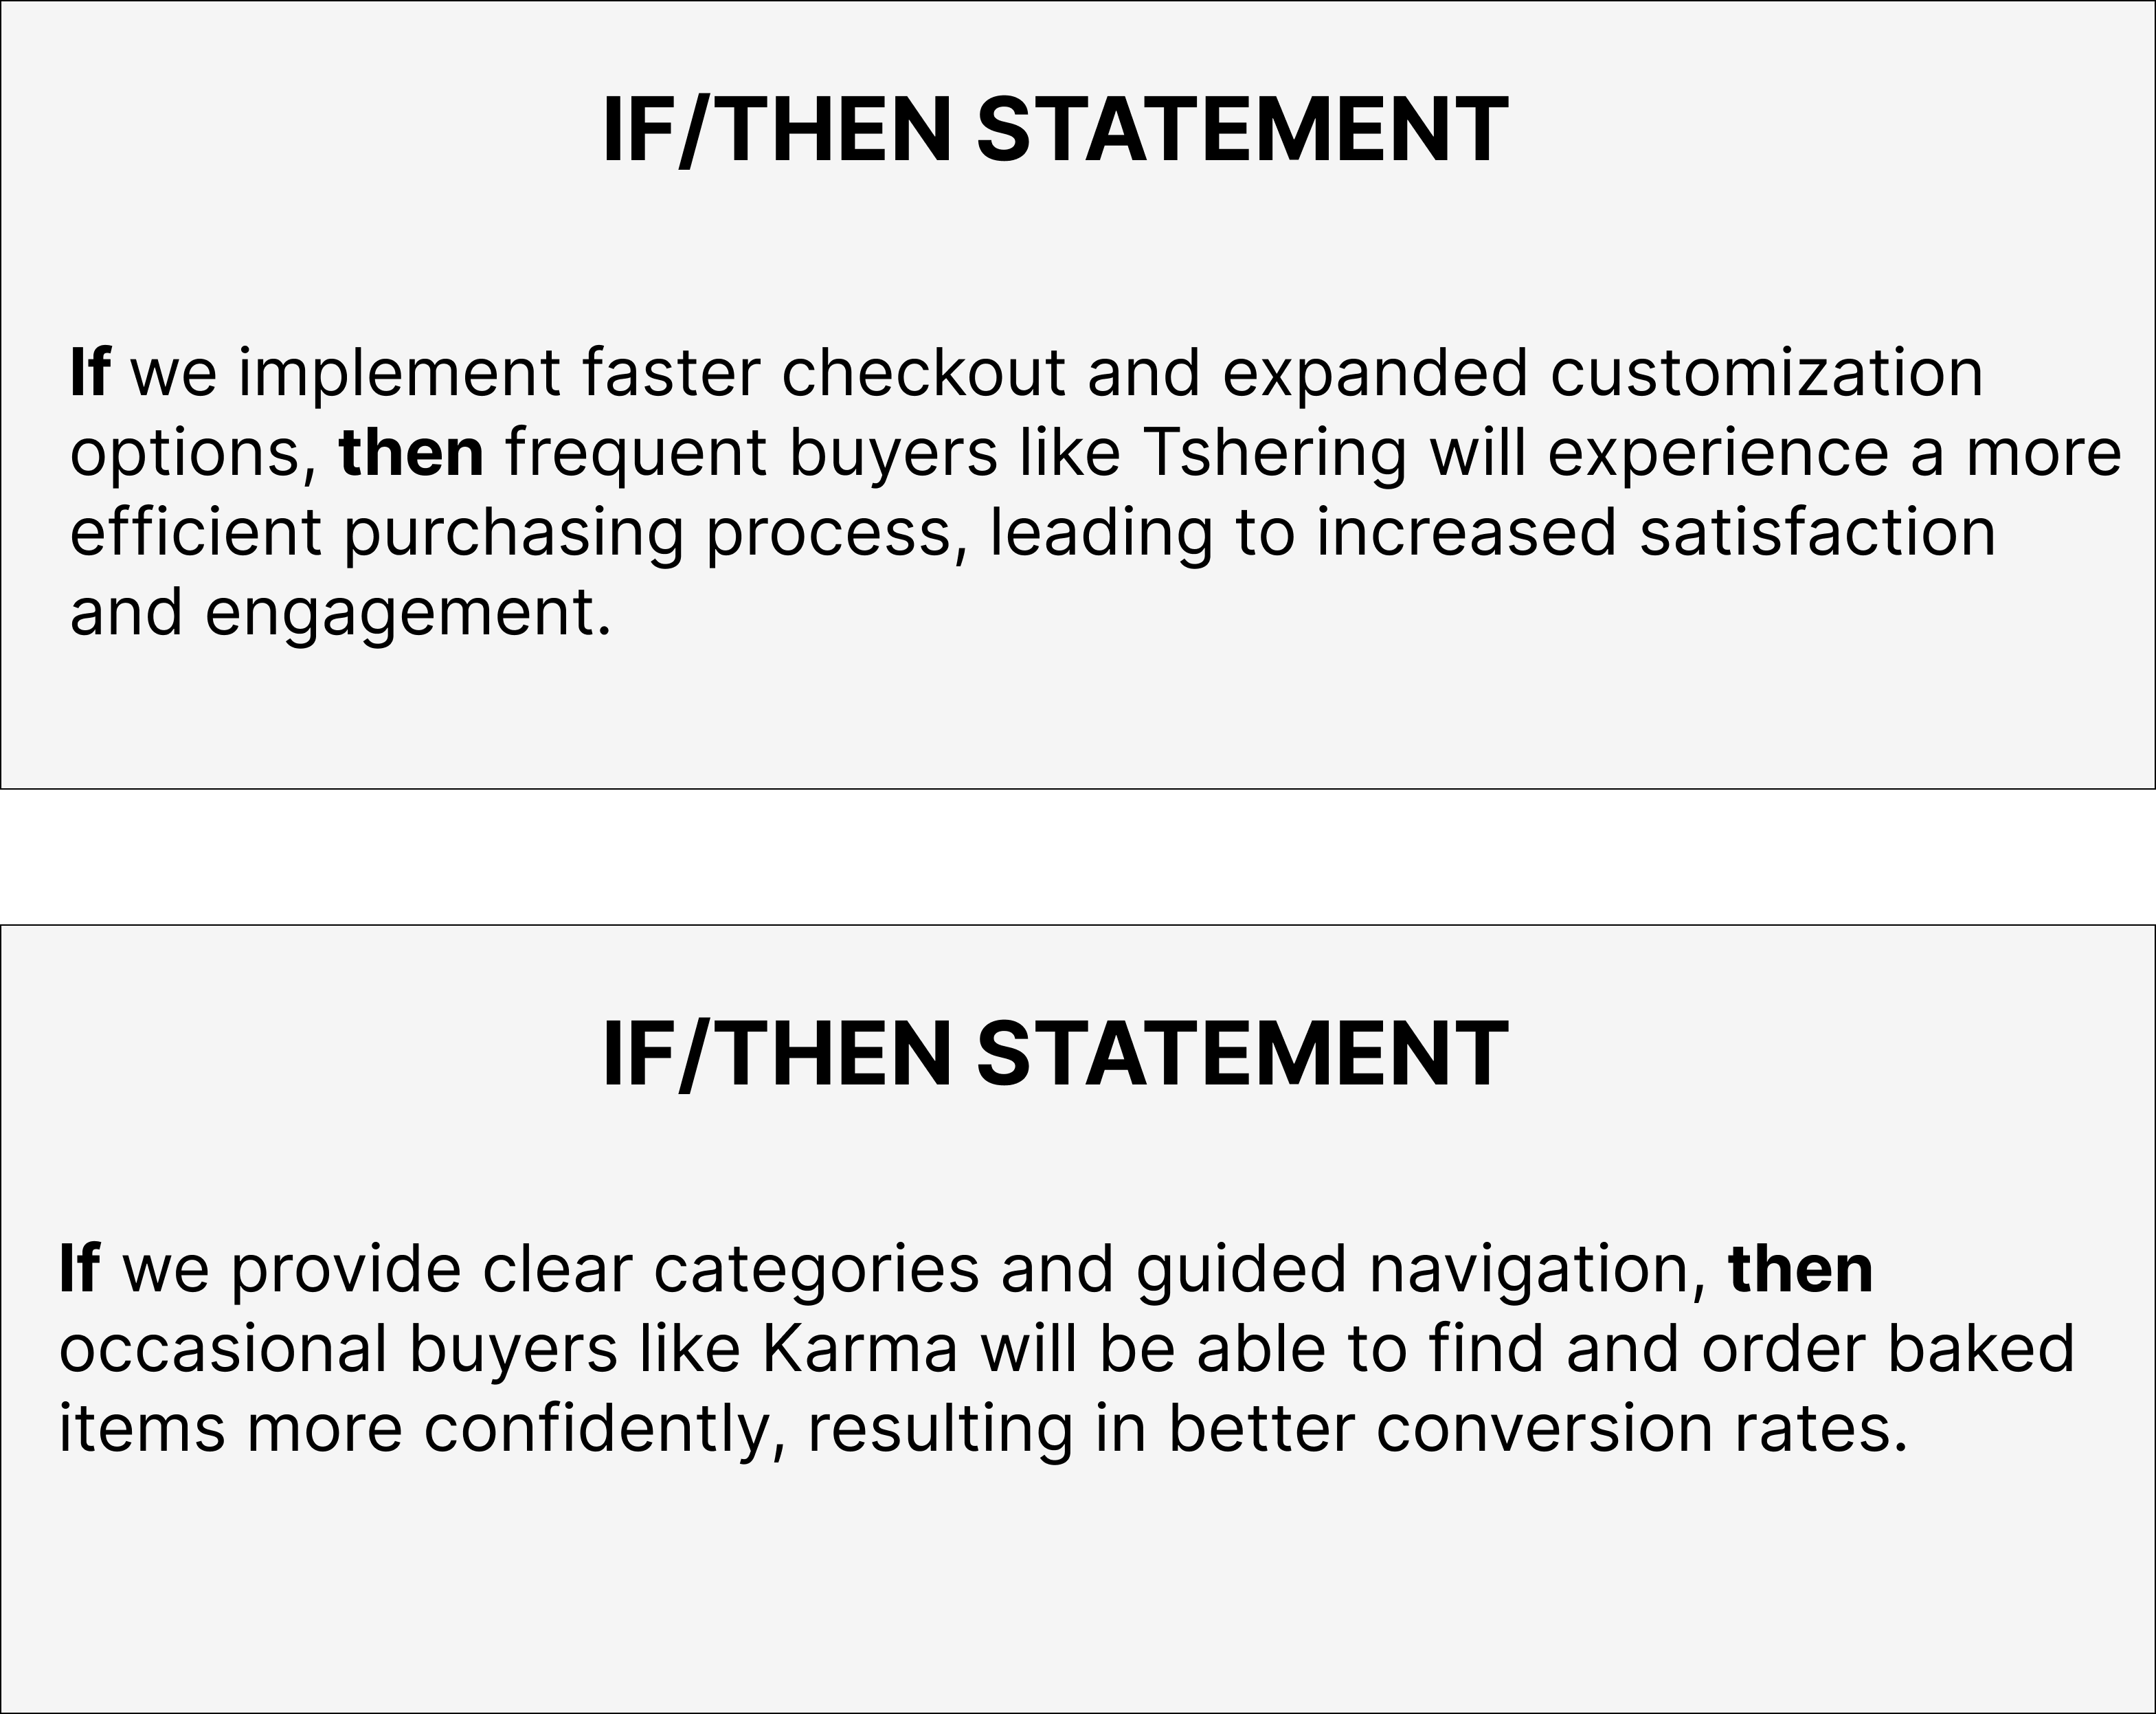 IF/THEN STATEMENT
If we implement faster checkout and expanded customization
options, then frequent buyers like Tshering will experience a more
efficient purchasing process, leading to increased satisfaction
and engagement.
IF/THEN STATEMENT
If we provide clear categories and guided navigation, then
occasional buyers like Karma will be able to find and order baked
items more confidently, resulting in better conversion rates.